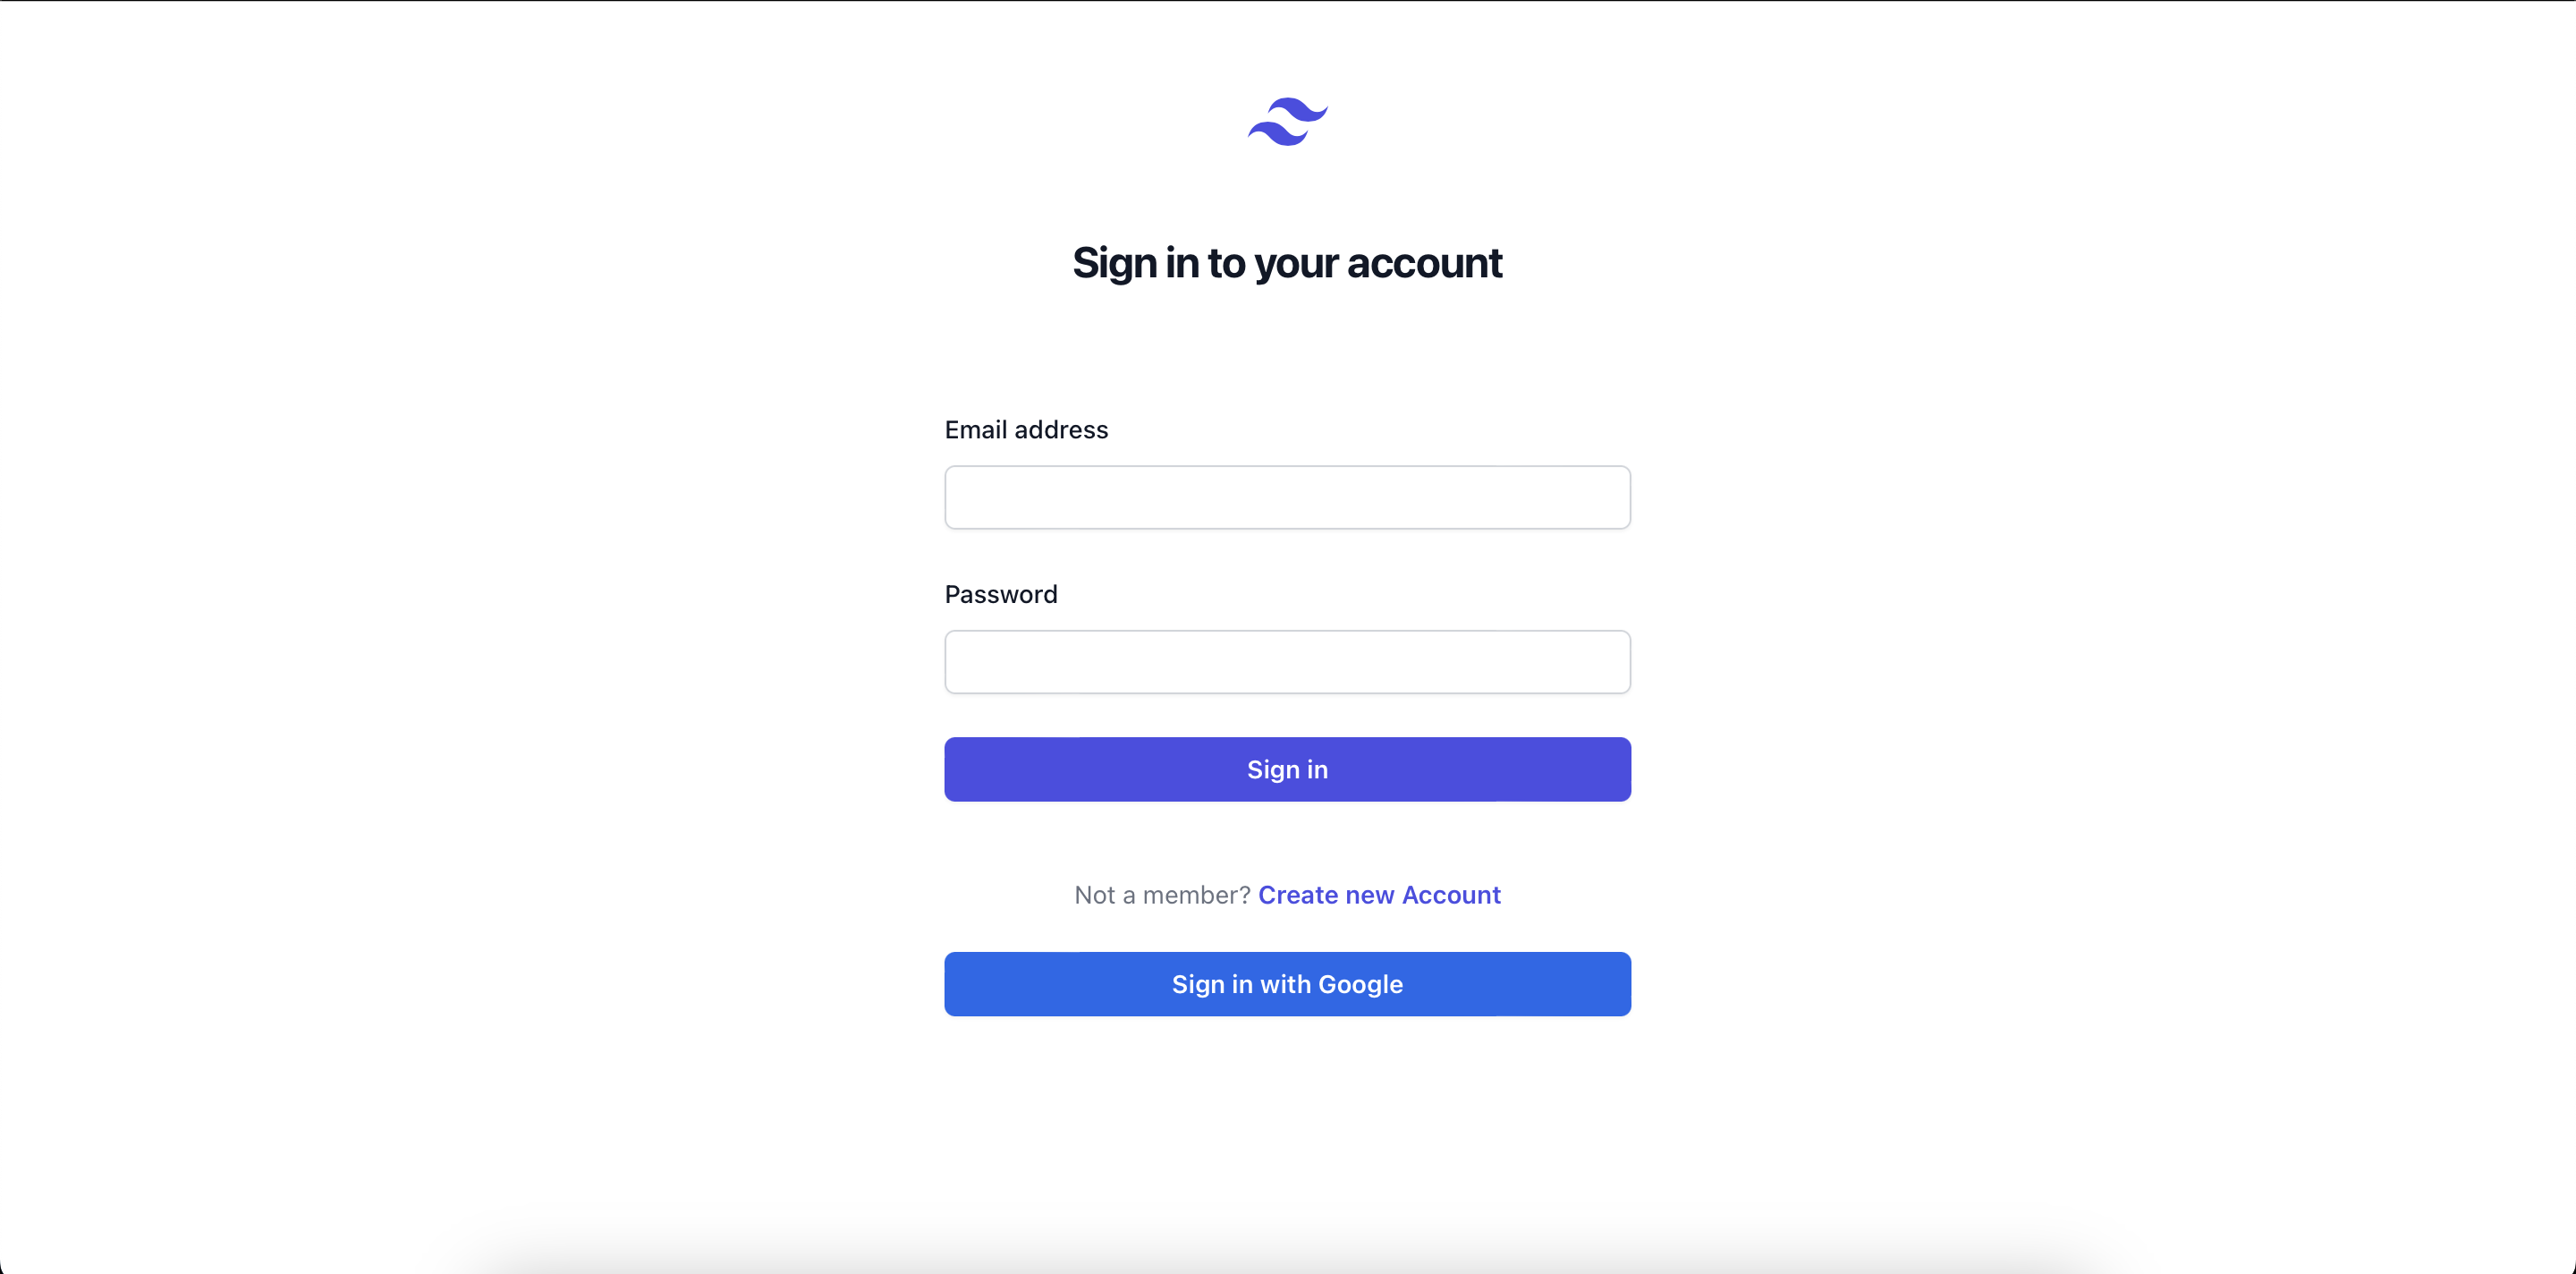 Sign in to your account
Email address
Password
Sign in
Not a member? Create new Account
Sign in with Google